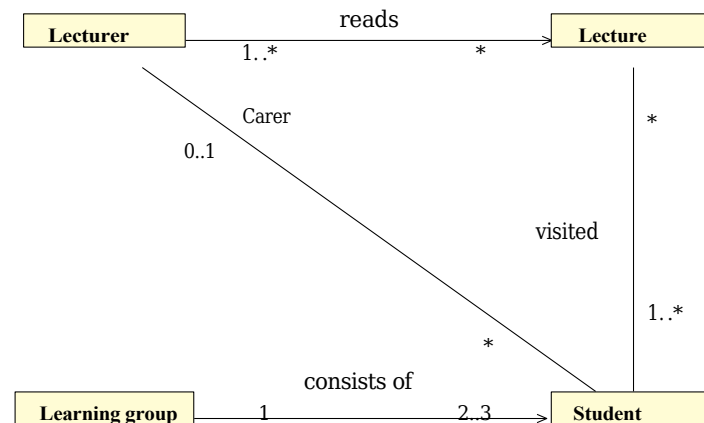 reads
Lecturer
Lecture
1..*
*
Carer
*
0..1
visited
1..*
*
consists of
Learning group
1
2..3
Student